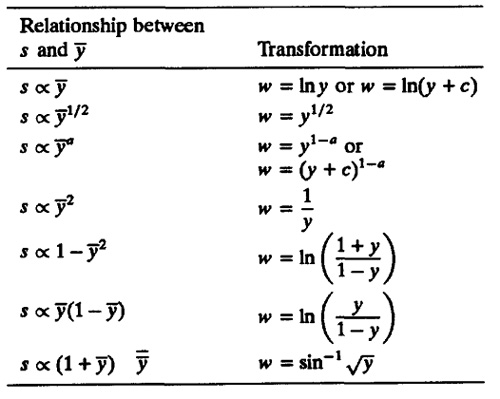 Relationship between
s and ȳ Transformation
s ∝ ȳ w = ln y or w = ln(y + c)
s ∝ ȳ^{1/2} w = y^{1/2}
s ∝ ȳ^a w = y^{1−a} or
w = (y + c)^{1−a}
s ∝ ȳ² w = 1/y
s ∝ 1 − ȳ² w = ln((1 + y)/(1 − y))
s ∝ ȳ(1 − ȳ) w = ln(y/(1 − y))
s ∝ (1 + ȳ) ȳ̄ w = sin⁻¹ √y